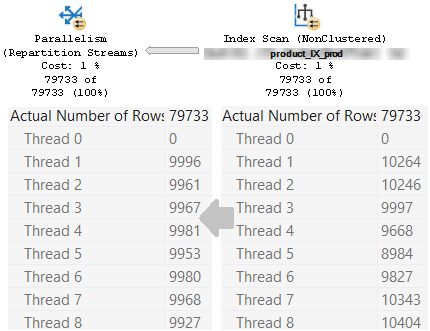 Parallelism
(Repartition Streams)
Cost: 1 %
79733 of
79733 (100%)
Index Scan (NonClustered)
product_IX_prod
Cost: 1 %
79733 of
79733 (100%)
Actual Number of Rows 79733
Thread 0 0
Thread 1 9996
Thread 2 9961
Thread 3 9967
Thread 4 9981
Thread 5 9953
Thread 6 9980
Thread 7 9968
Thread 8 9927
Actual Number of Rows 79733
Thread 0 0
Thread 1 10264
Thread 2 10246
Thread 3 9997
Thread 4 9668
Thread 5 8984
Thread 6 9827
Thread 7 10343
Thread 8 10404